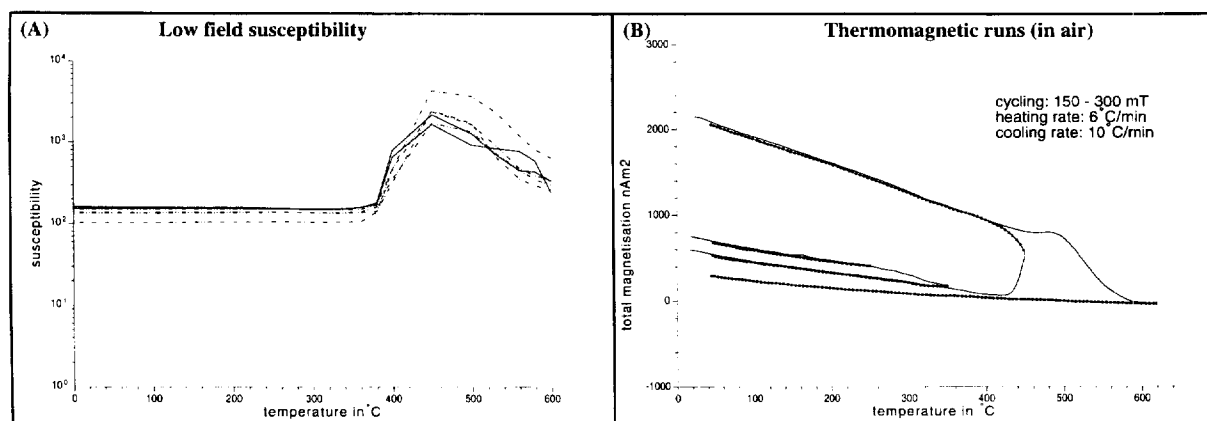 (A) Low field susceptibility
10⁴
10³
10²
10¹
10⁰
susceptibility
0 100 200 300 400 500 600
temperature in °C
(B) Thermomagnetic runs (in air)
cycling: 150 - 300 mT
heating rate: 6°C/min
cooling rate: 10°C/min
3000
2000
1000
0
-1000
total magnetisation nAm2
0 100 200 300 400 500 600
temperature in °C